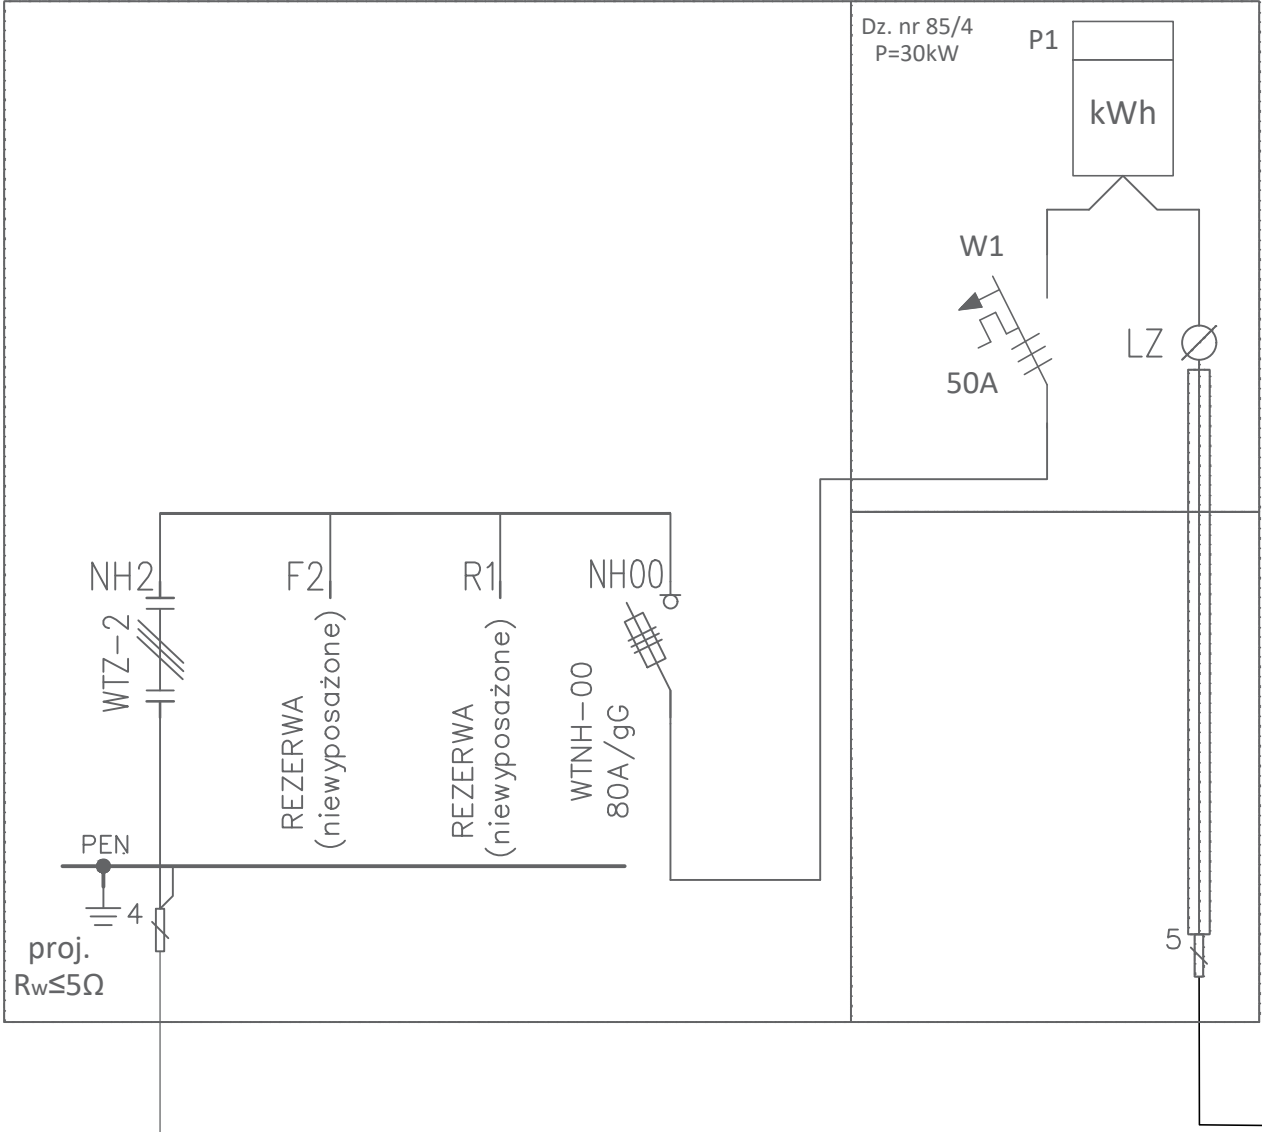 Dz. nr 85/4
P=30kW
P1
kWh
W1
50A
LZ
NH2
WTZ-2
F2
REZERWA
(niewyposażone)
R1
REZERWA
(niewyposażone)
NH00
WTNH-00
80A/gG
PEN
4
proj.
Rw≤5Ω
5